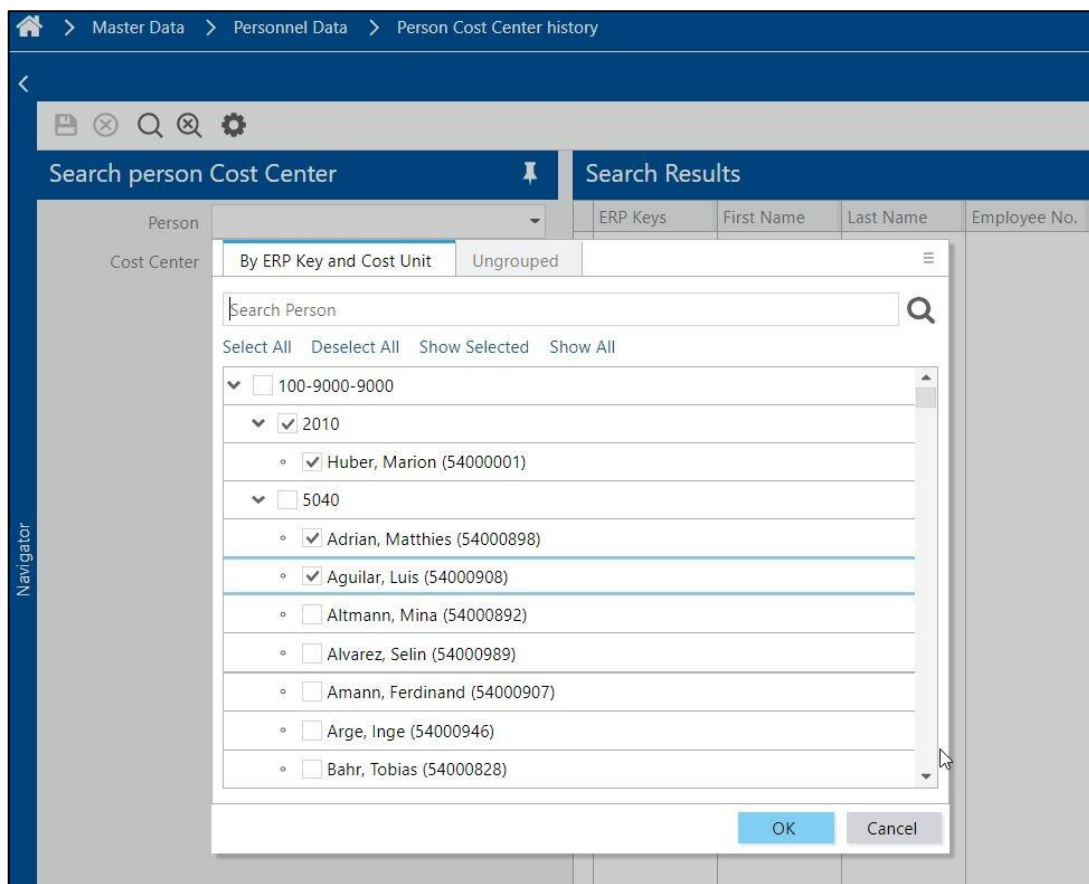 Master Data > Personnel Data > Person Cost Center history
Search person Cost Center
Search Results
Person
ERP Keys First Name Last Name Employee No.
Cost Center
By ERP Key and Cost Unit Ungrouped
Search Person
Select All Deselect All Show Selected Show All
100-9000-9000
2010
Huber, Marion (54000001)
5040
Adrian, Matthies (54000898)
Aguilar, Luis (54000908)
Altmann, Mina (54000892)
Alvarez, Selin (54000989)
Amann, Ferdinand (54000907)
Arge, Inge (54000946)
Bahr, Tobias (54000828)
OK Cancel
Navigator